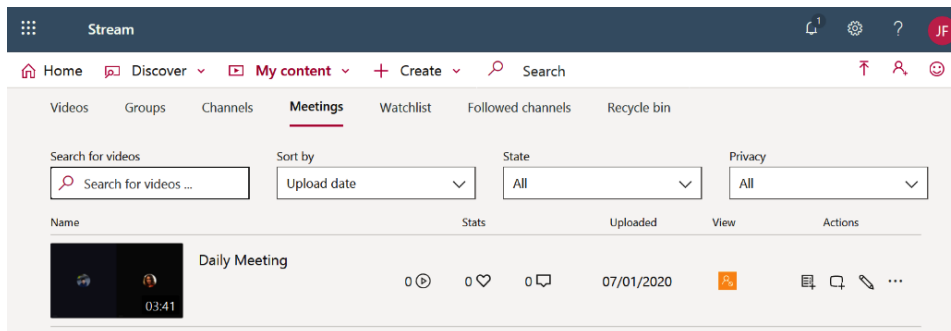 Stream 1 ? JF
Home Discover My content + Create Search
Videos Groups Channels Meetings Watchlist Followed channels Recycle bin
Search for videos Sort by State Privacy
Search for videos ... Upload date All All
Name Stats Uploaded View Actions
Daily Meeting
0 0 0 07/01/2020 ...
03:41